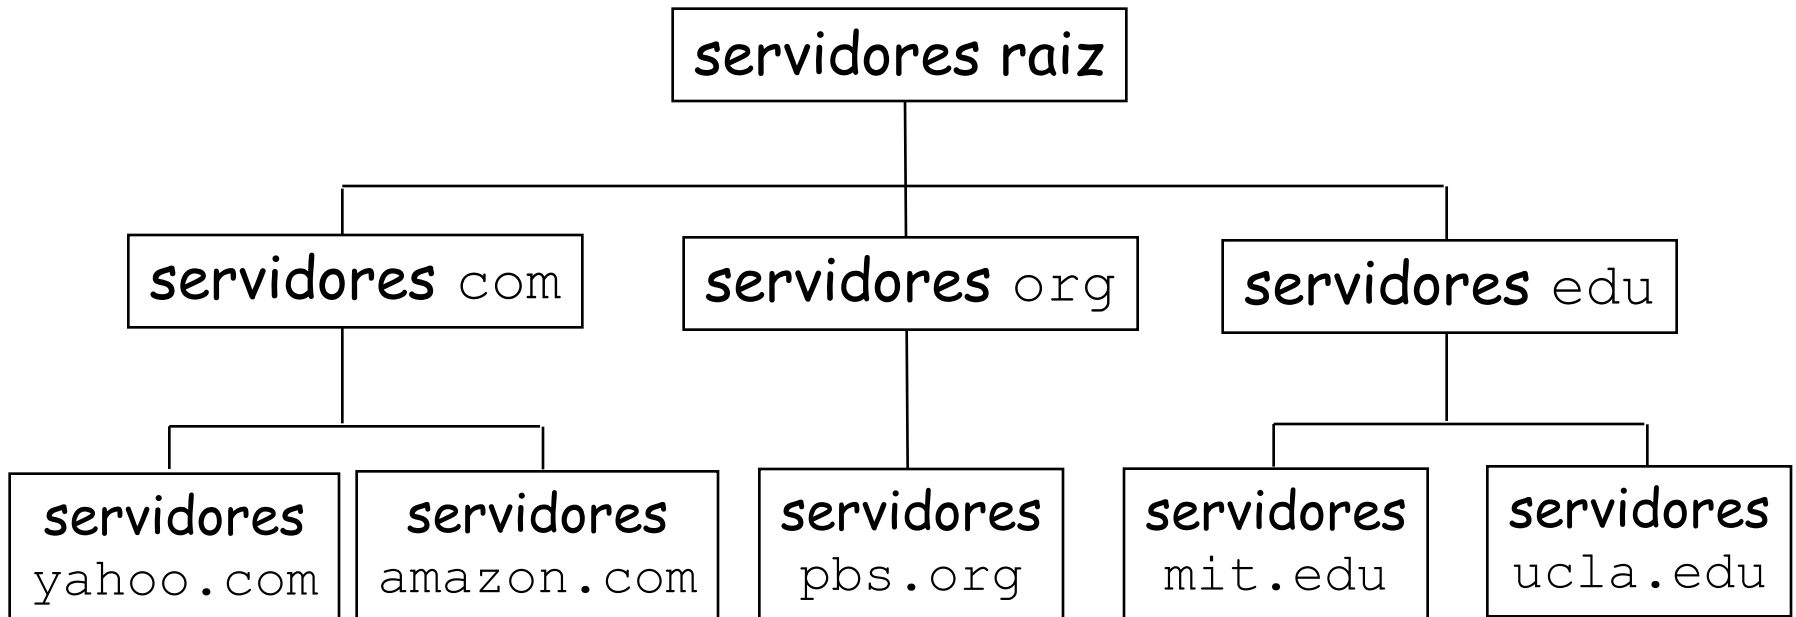 servidores raiz
servidores com
servidores org
servidores edu
servidores
yahoo.com
servidores
amazon.com
servidores
pbs.org
servidores
mit.edu
servidores
ucla.edu